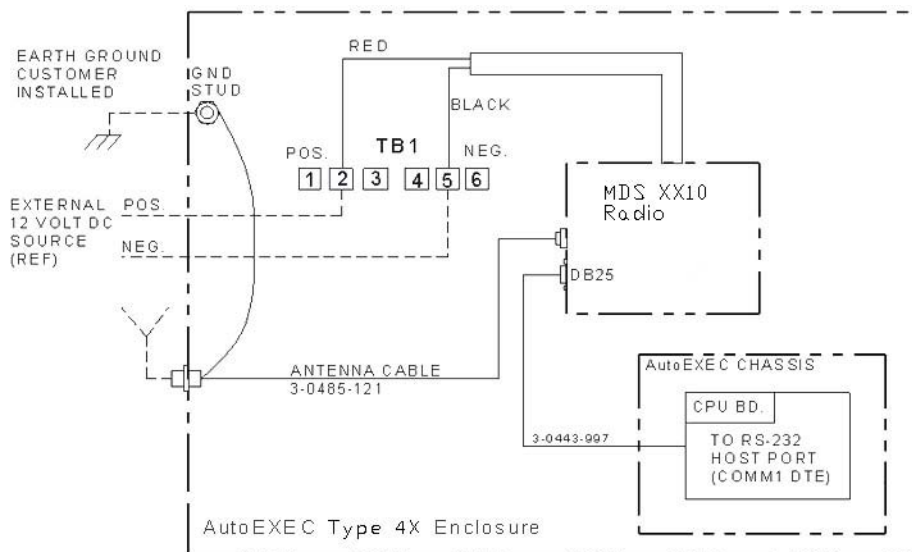 EARTH GROUND
CUSTOMER
INSTALLED
GND
STUD
RED
BLACK
POS.
TB1
NEG.
1 2 3 4 5 6
EXTERNAL
12 VOLT DC
SOURCE
(REF)
POS.
NEG.
MDS XX10
Radio
DB25
ANTENNA CABLE
3-0485-121
AutoEXEC CHASSIS
CPU BD.
TO RS-232
HOST PORT
(COMM1 DTE)
3-0443-997
AutoEXEC Type 4X Enclosure